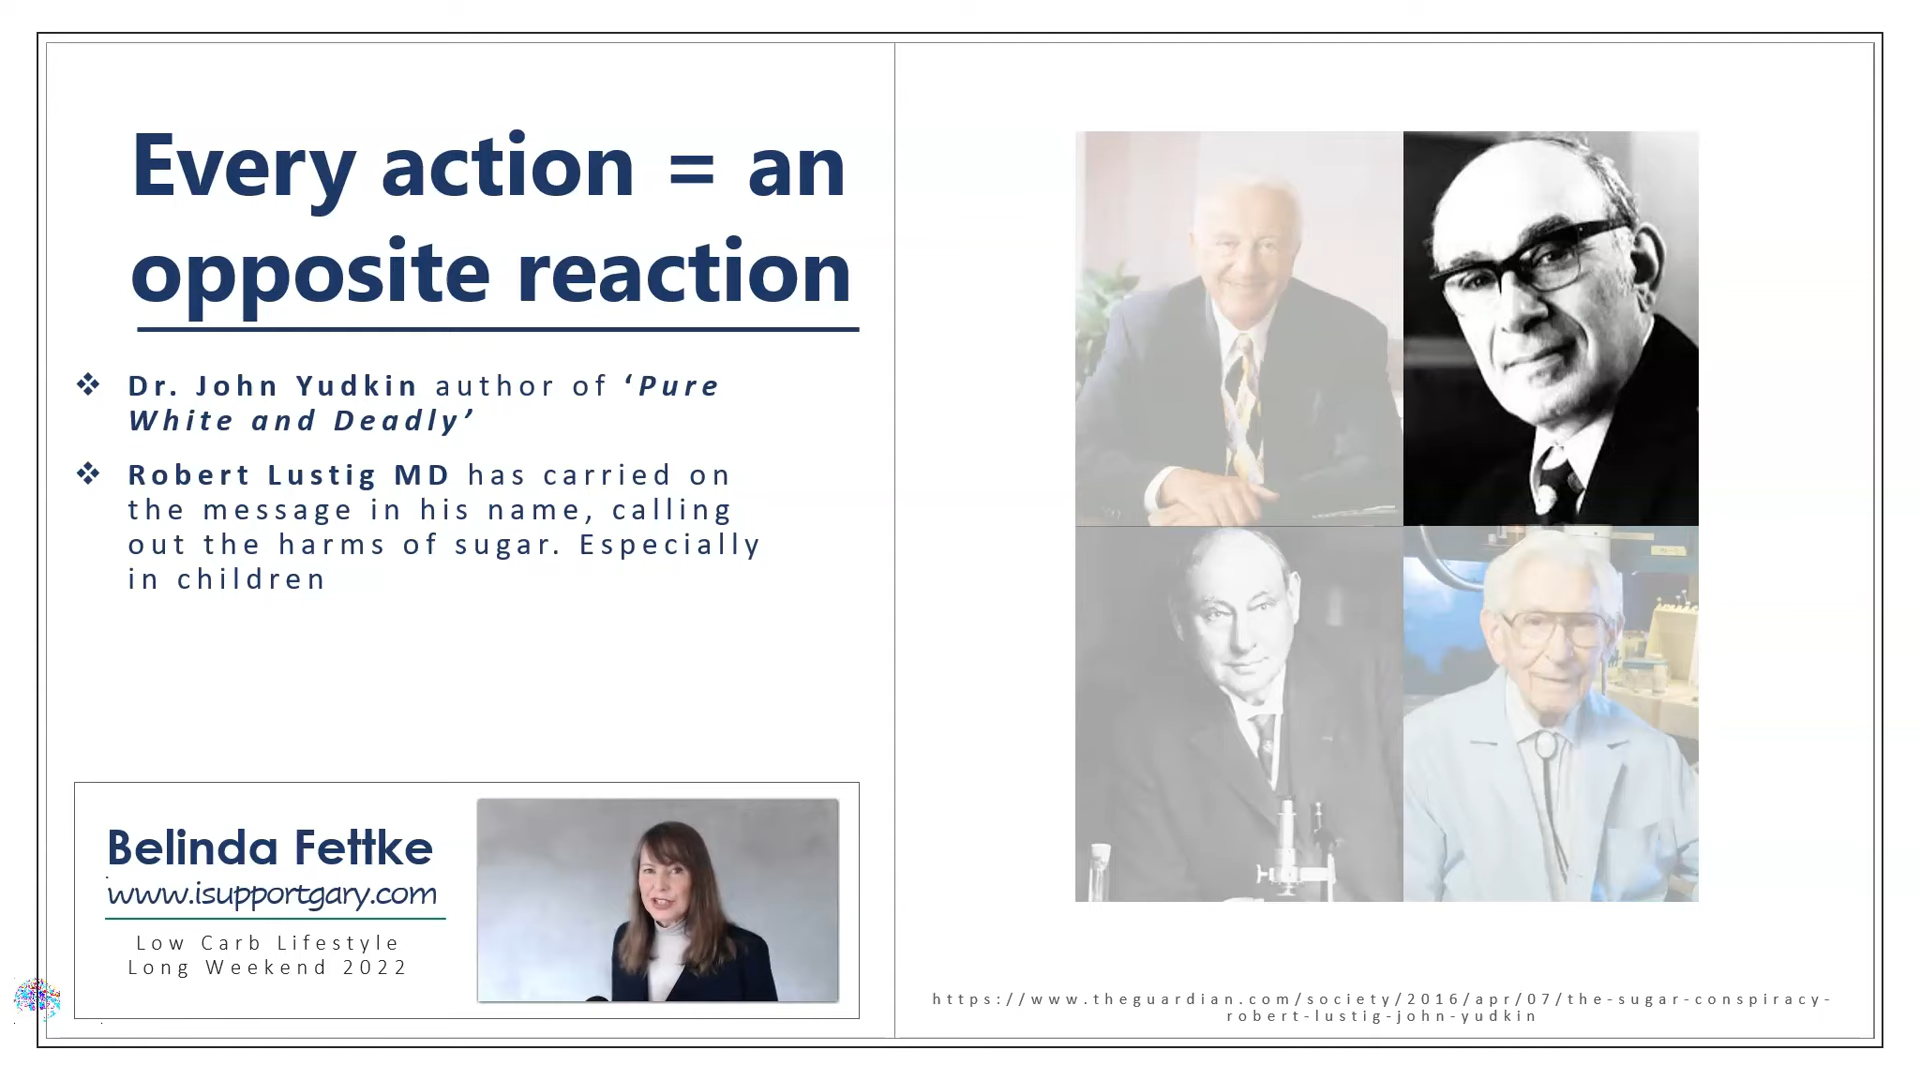 Every action = an
opposite reaction
❖ Dr. John Yudkin author of ‘Pure
White and Deadly’
❖ Robert Lustig MD has carried on
the message in his name, calling
out the harms of sugar. Especially
in children
Belinda Fettke
www.isupportgary.com
Low Carb Lifestyle
Long Weekend 2022
https://www.theguardian.com/society/2016/apr/07/the-sugar-conspiracy-
robert-lustig-john-yudkin